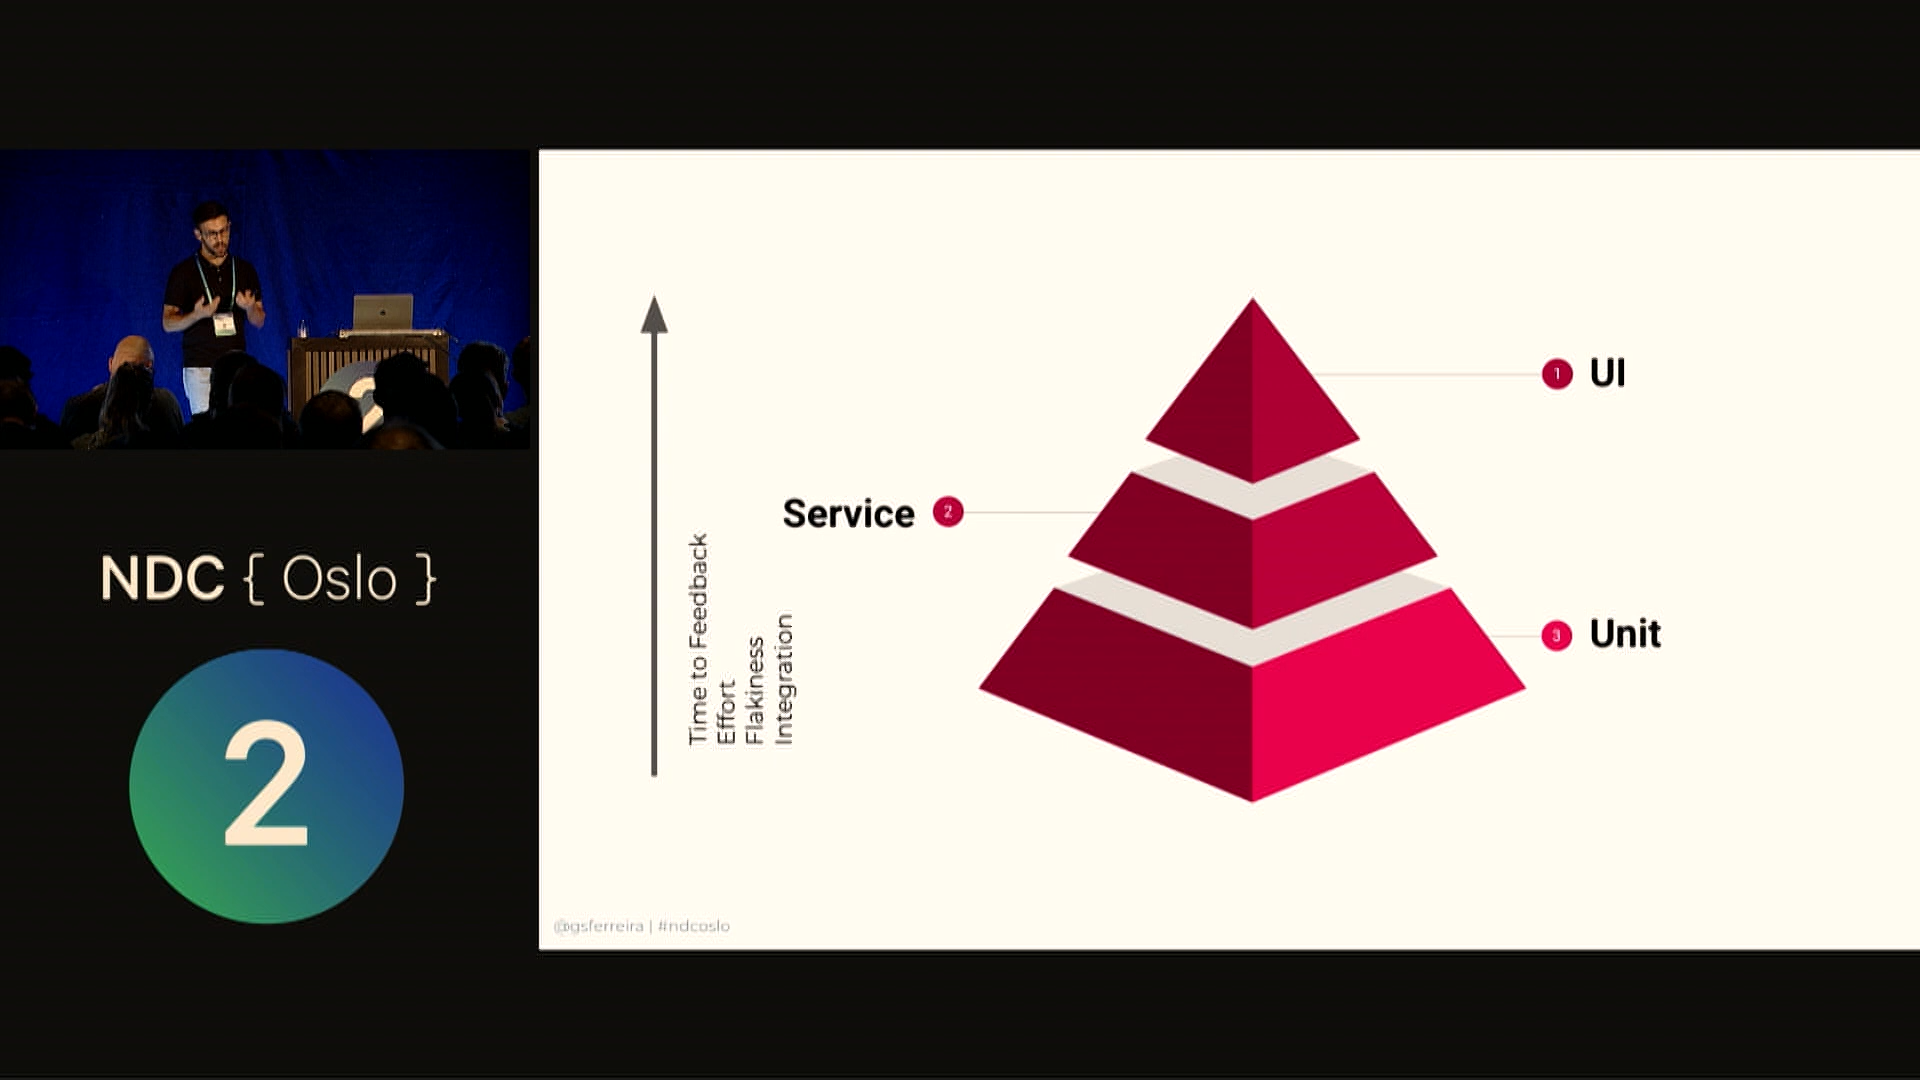 NDC { Oslo }
2
Time to Feedback
Effort
Flakiness
Integration
1 UI
Service 2
3 Unit
@gsferreira | #ndcoslo